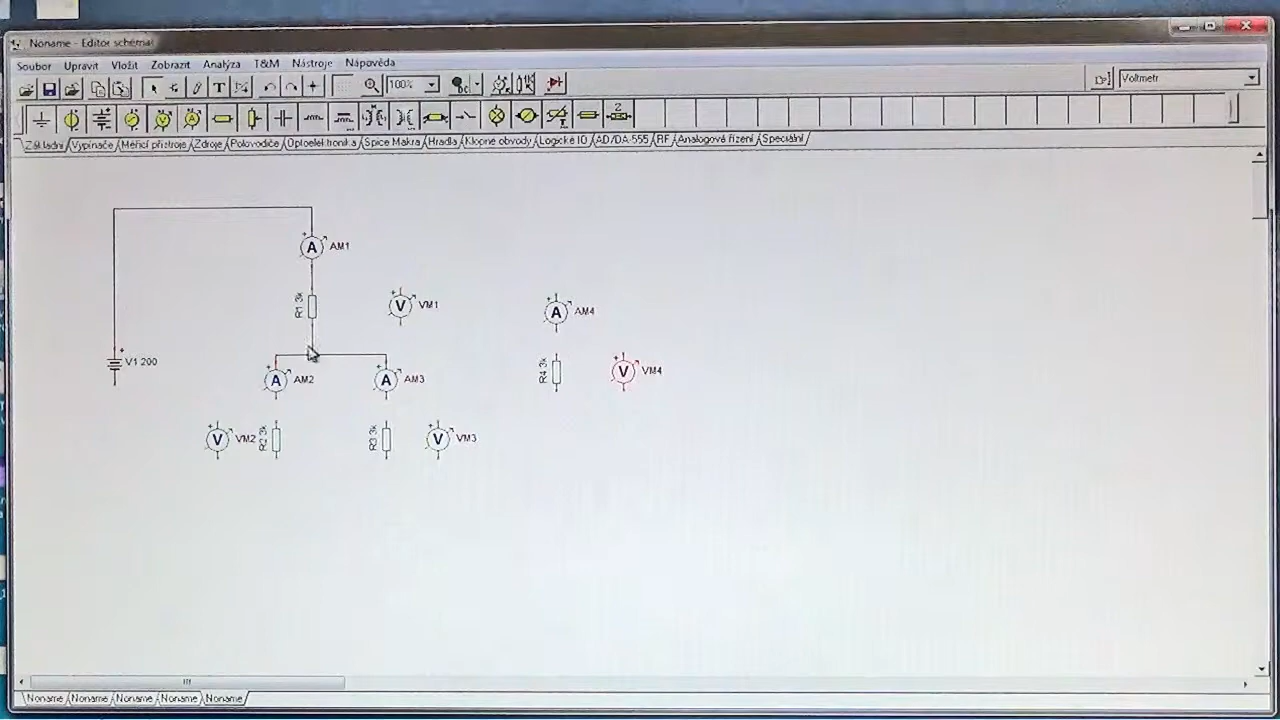 Noname - Editor schémat
Soubor Upravit Vložit Zobrazit Analýza T&M Nástroje Nápověda
T 100% Voltmetr
Základní Vypínače Měřicí přístroje Zdroje Polovodiče Optoelektronika Spice Makra Hradla Klopné obvody Logické IO AD/DA-555 RF Analogové řízení Speciální
A AM1
R1 3k
V VM1
A AM4
V1 200
A AM2
A AM3
R4 3k
V VM4
V VM2
R2 3k
R3 3k
V VM3
Noname Noname Noname Noname Noname